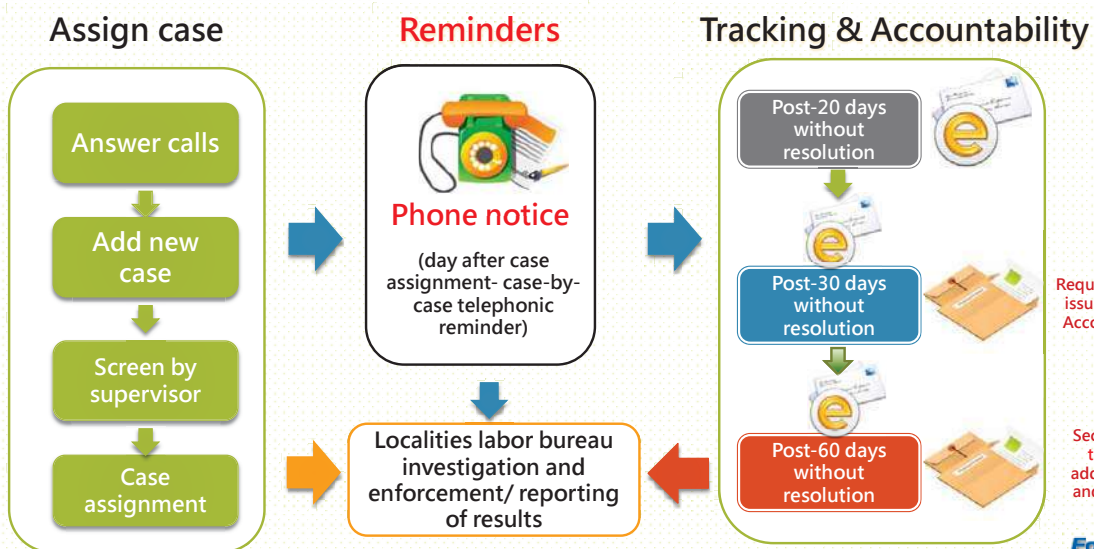 Assign case
Answer calls
Add new
case
Screen by
supervisor
Case
assignment
Reminders
Phone notice
(day after case
assignment- case-by-
case telephonic
reminder)
Localities labor bureau
investigation and
enforcement/ reporting
of results
Tracking & Accountability
Post-20 days
without
resolution
Post-30 days
without
resolution
Post-60 days
without
resolution